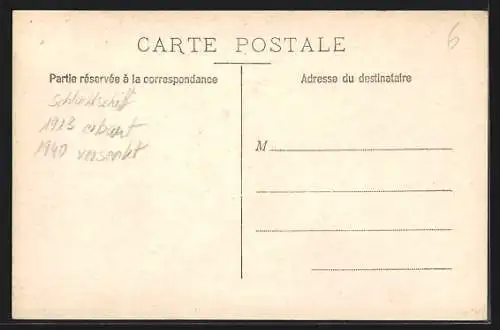 CARTE POSTALE
6
Partie réservée à la correspondance
Adresse du destinataire
Schlachtschiff
1913 erbaut
1940 versenkt
M